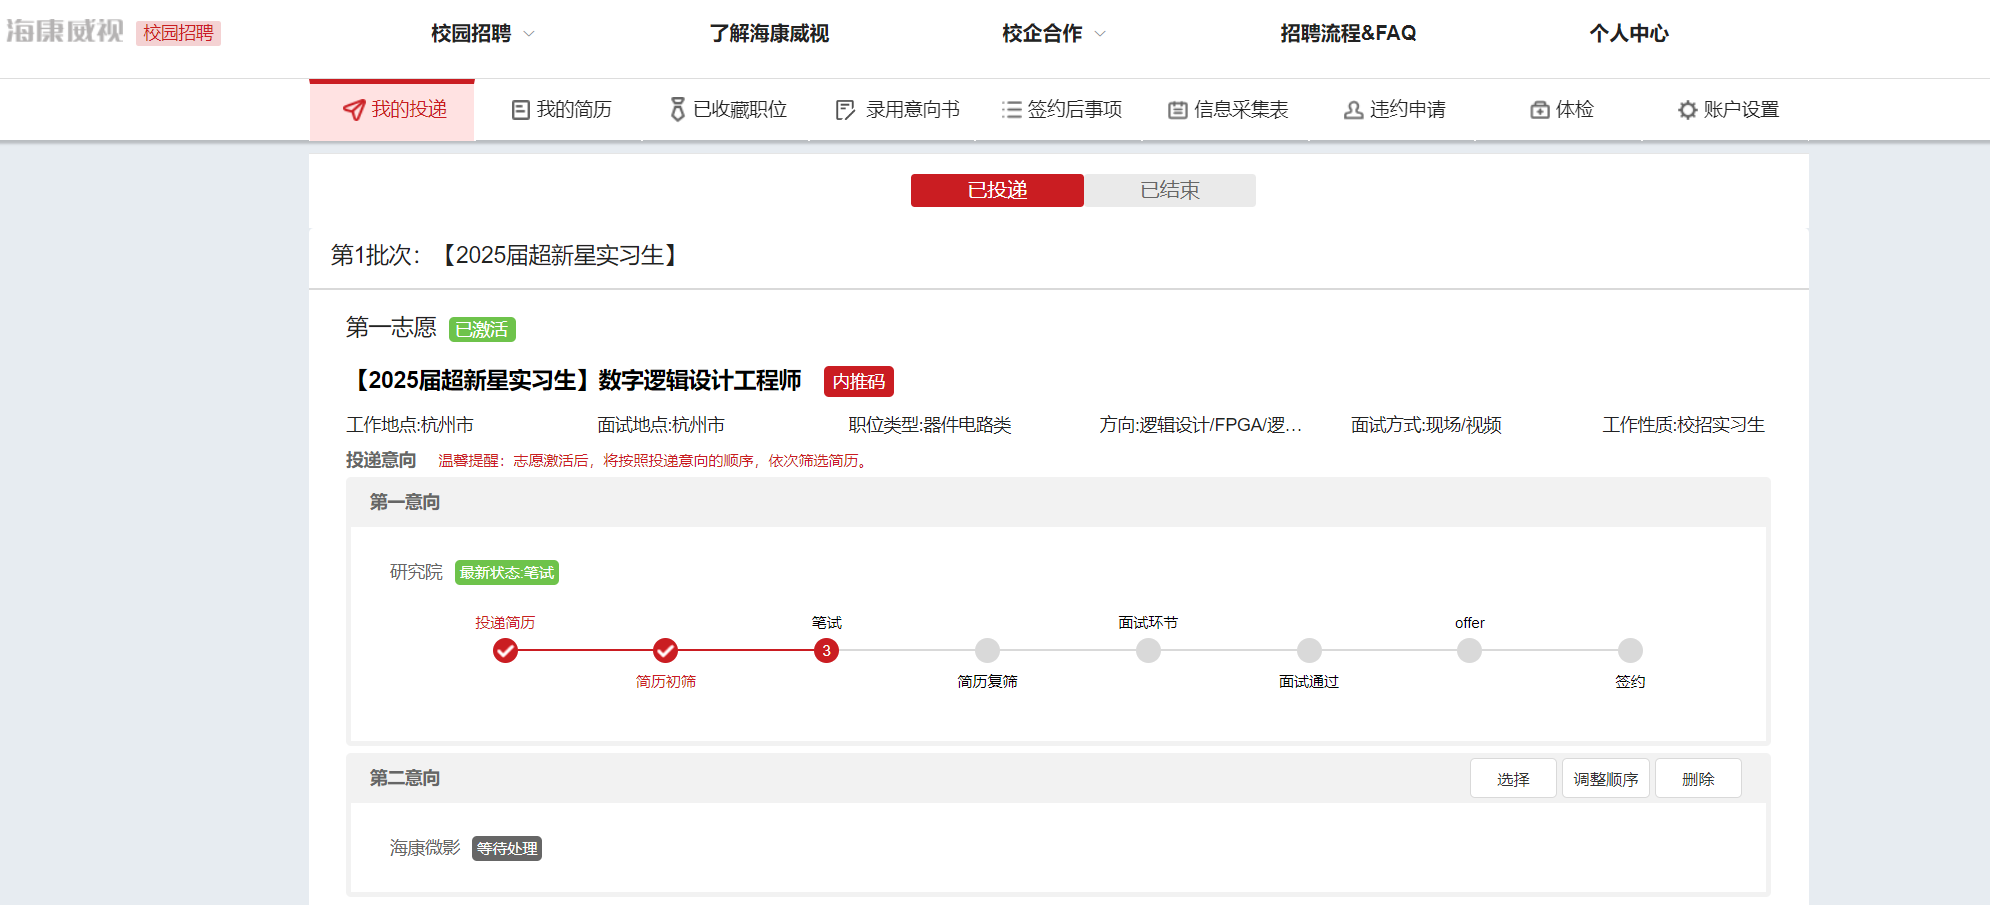 海康威视 校园招聘 校园招聘 了解海康威视 校企合作 招聘流程&FAQ 个人中心
我的投递 我的简历 已收藏职位 录用意向书 签约后事项 信息采集表 违约申请 体检 账户设置
已投递 已结束
第1批次：【2025届超新星实习生】
第一志愿 已激活
【2025届超新星实习生】数字逻辑设计工程师 内推码
工作地点:杭州市 面试地点:杭州市 职位类型:器件电路类 方向:逻辑设计/FPGA/逻... 面试方式:现场/视频 工作性质:校招实习生
投递意向 温馨提醒：志愿激活后，将按照投递意向的顺序，依次筛选简历。
第一意向
研究院 最新状态:笔试
投递简历 笔试 面试环节 offer
3
简历初筛 简历复筛 面试通过 签约
第二意向 选择 调整顺序 删除
海康微影 等待处理